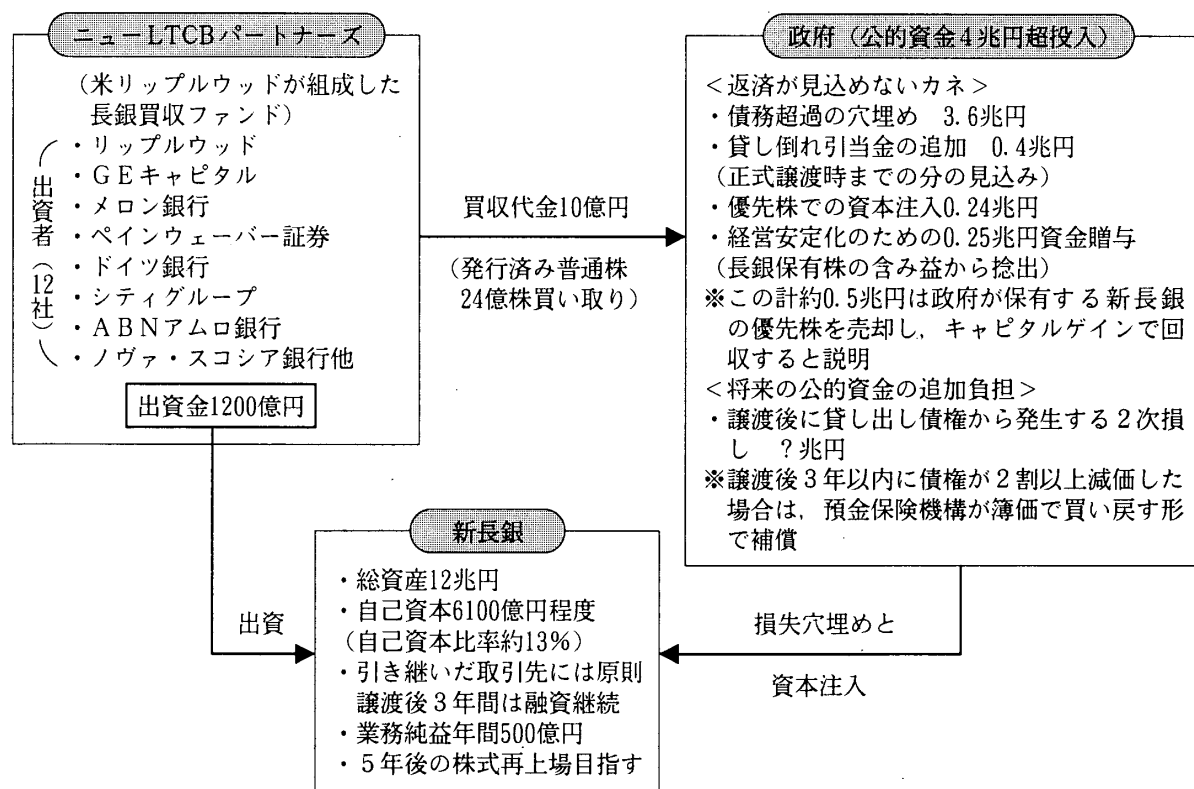 ニューLTCBパートナーズ
（米リップルウッドが組成した
長銀買収ファンド）
出資者（12社）
・リップルウッド
・GEキャピタル
・メロン銀行
・ペインウェーバー証券
・ドイツ銀行
・シティグループ
・ABNアムロ銀行
・ノヴァ・スコシア銀行他
出資金1200億円
買収代金10億円
（発行済み普通株
24億株買い取り）
政府（公的資金4兆円超投入）
＜返済が見込めないカネ＞
・債務超過の穴埋め　3.6兆円
・貸し倒れ引当金の追加　0.4兆円
（正式譲渡時までの分の見込み）
・優先株での資本注入0.24兆円
・経営安定化のための0.25兆円資金贈与
（長銀保有株の含み益から捻出）
※この計約0.5兆円は政府が保有する新長銀
の優先株を売却し，キャピタルゲインで回
収すると説明
＜将来の公的資金の追加負担＞
・譲渡後に貸し出し債権から発生する2次損
し　？兆円
※譲渡後3年以内に債権が2割以上減価した
場合は，預金保険機構が簿価で買い戻す形
で補償
出資
新長銀
・総資産12兆円
・自己資本6100億円程度
（自己資本比率約13%）
・引き継いだ取引先には原則
譲渡後3年間は融資継続
・業務純益年間500億円
・5年後の株式再上場目指す
損失穴埋めと
資本注入